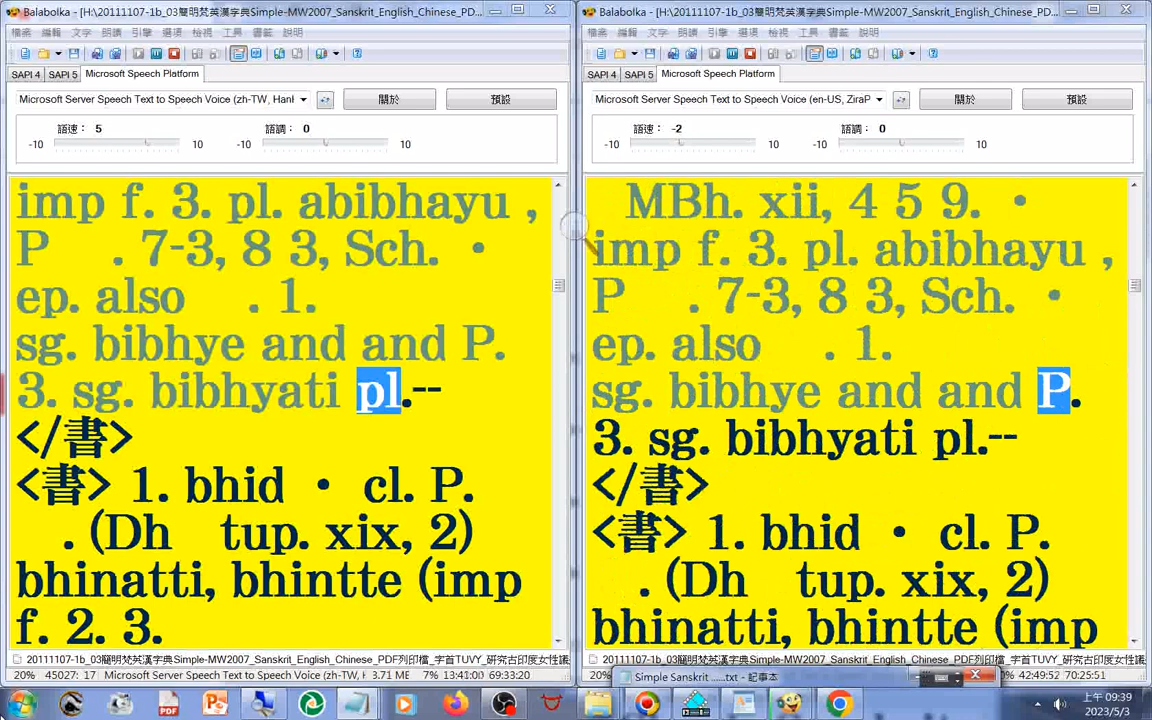 Balabolka - [H:\20111107-1b_03簡明梵英漢字典Simple-MW2007_Sanskrit_English_Chinese_PD...
檔案 編輯 文字 朗讀 引擎 選項 檢視 工具 書籤 說明
SAPI 4 SAPI 5 Microsoft Speech Platform
Microsoft Server Speech Text to Speech Voice (zh-TW, Hanl 關於 預設
語速： 5 語調： 0
-10 10 -10 10
imp f. 3. pl. abibhayu ,
P . 7-3, 8 3, Sch. •
ep. also . 1.
sg. bibhye and and P.
3. sg. bibhyati pl.--
</書>
<書> 1. bhid • cl. P.
. (Dh tup. xix, 2)
bhinatti, bhintte (imp
f. 2. 3.
20111107-1b_03簡明梵英漢字典Simple-MW2007_Sanskrit_English_Chinese_PDF列印檔_字首TUVY_研究古印度女性議
20% 45027: 17 Microsoft Server Speech Text to Speech Voice (zh-TW, H 3.71 ME 7% 13:41:00 69:33:20
Balabolka - [H:\20111107-1b_03簡明梵英漢字典Simple-MW2007_Sanskrit_English_Chinese_PD...
檔案 編輯 文字 朗讀 引擎 選項 檢視 工具 書籤 說明
SAPI 4 SAPI 5 Microsoft Speech Platform
Microsoft Server Speech Text to Speech Voice (en-US, ZiraP 關於 預設
語速： -2 語調： 0
-10 10 -10 10
MBh. xii, 4 5 9. •
imp f. 3. pl. abibhayu ,
P . 7-3, 8 3, Sch. •
ep. also . 1.
sg. bibhye and and P.
3. sg. bibhyati pl.--
</書>
<書> 1. bhid • cl. P.
. (Dh tup. xix, 2)
bhinatti, bhintte (imp
20111107-1b_03簡明梵英漢字典Simple-MW2007_Sanskrit_English_Chinese_PDF列印檔_字首TUVY_研究古印度女性議
20% 42:49:52 70:25:51
Simple Sanskrit ......txt - 記事本
上午 09:39
2023/5/3